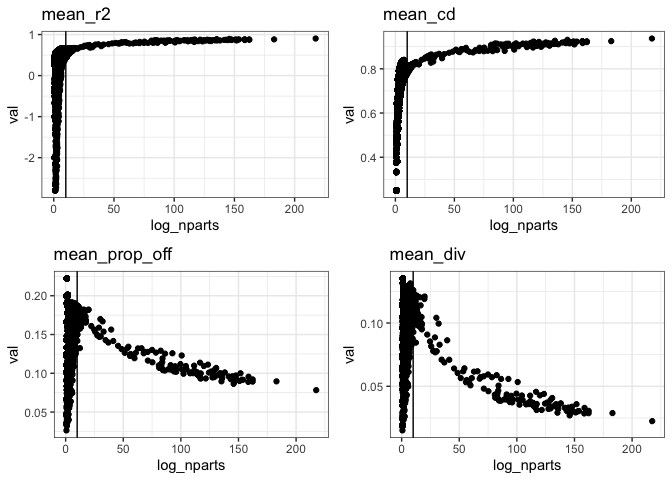 mean_r2
1
0
-1
-2
val
0 50 100 150 200
log_nparts
mean_cd
0.8
0.6
0.4
val
0 50 100 150 200
log_nparts
mean_prop_off
0.20
0.15
0.10
0.05
val
0 50 100 150 200
log_nparts
mean_div
0.10
0.05
val
0 50 100 150 200
log_nparts